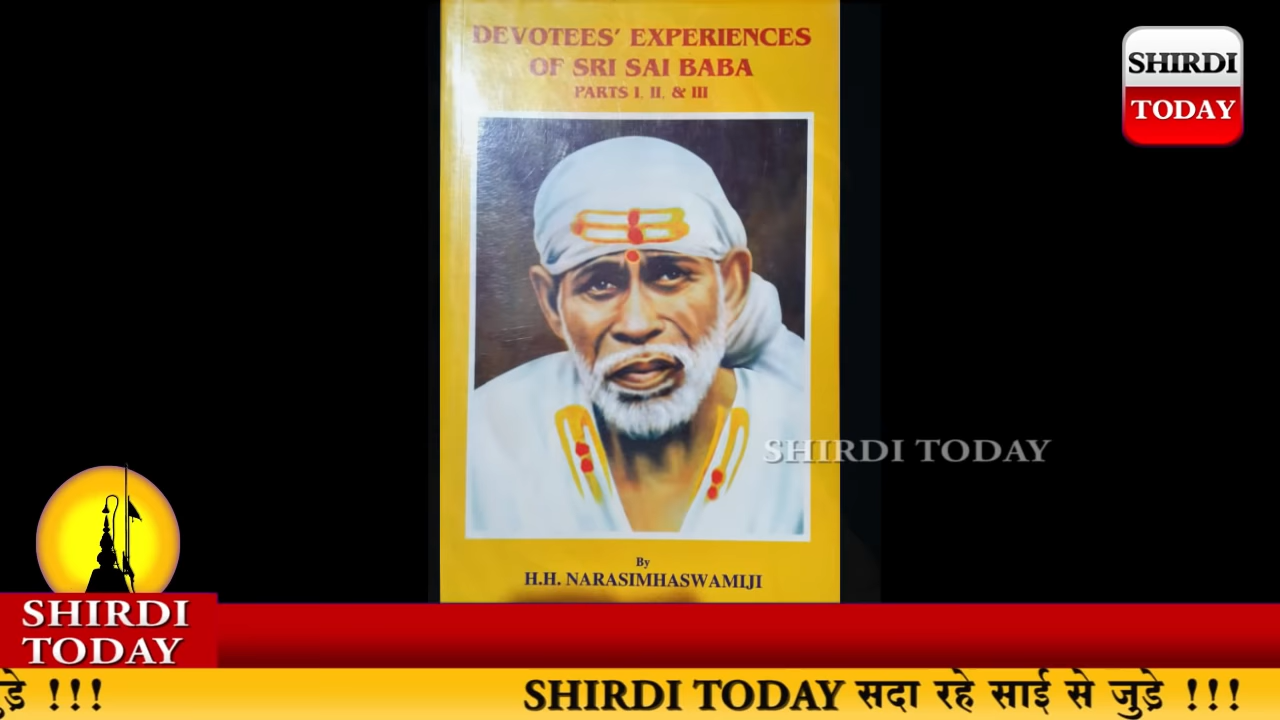 DEVOTEES' EXPERIENCES
OF SRI SAI BABA
PARTS I, II, & III
SHIRDI
TODAY
SHIRDI TODAY
By
H.H. NARASIMHASWAMIJI
SHIRDI
TODAY
!!!
SHIRDI TODAY सदा रहे साई से जुड़े !!!